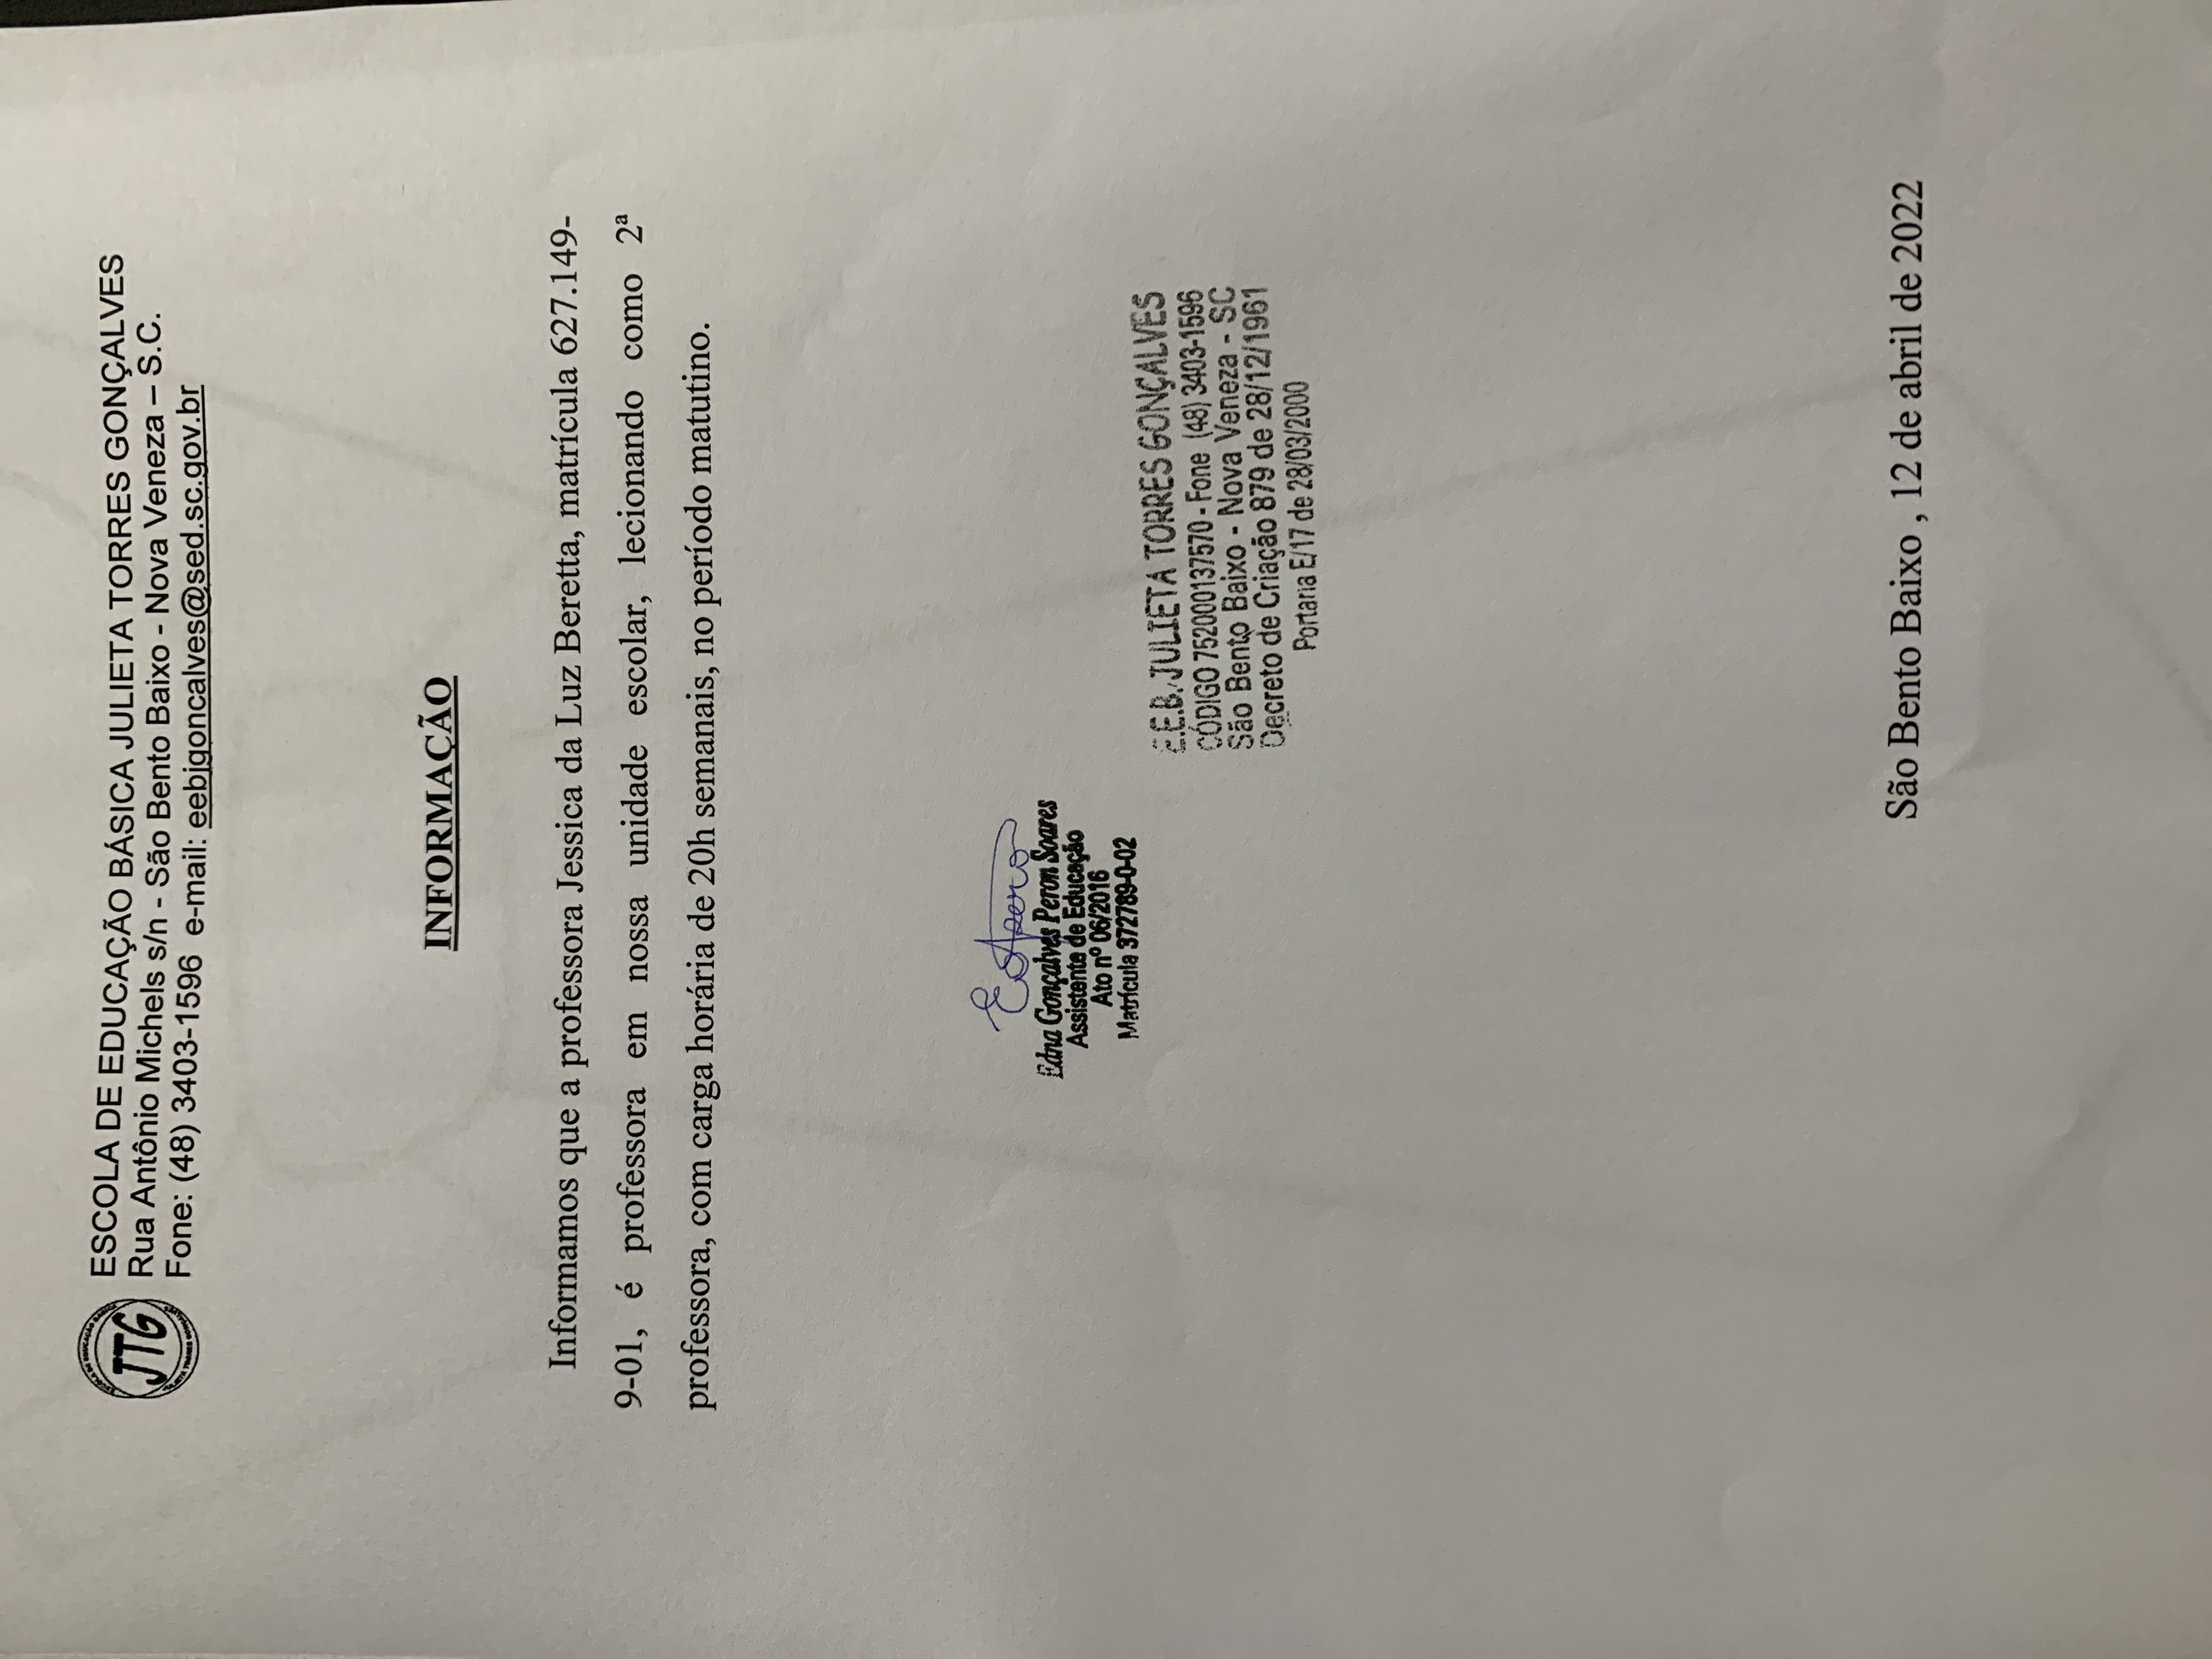 JTG
ESCOLA DE EDUCAÇÃO BÁSICA JULIETA TORRES GONÇALVES
Rua Antônio Michels s/n - São Bento Baixo - Nova Veneza – S.C.
Fone: (48) 3403-1596 e-mail: eebjgoncalves@sed.sc.gov.br
INFORMAÇÃO
Informamos que a professora Jessica da Luz Beretta, matrícula 627.149-
9-01, é professora em nossa unidade escolar, lecionando como 2ª
professora, com carga horária de 20h semanais, no período matutino.
Edna Gonçalves Peron Soares
Assistente de Educação
Ato nº 06/2016
Matrícula 372789-0-02
E.E.B. JULIETA TORRES GONÇALVES
CÓDIGO 752000137570 - Fone (48) 3403-1596
São Bento Baixo - Nova Veneza - SC
Decreto de Criação 879 de 28/12/1961
Portaria E/17 de 28/03/2000
São Bento Baixo , 12 de abril de 2022